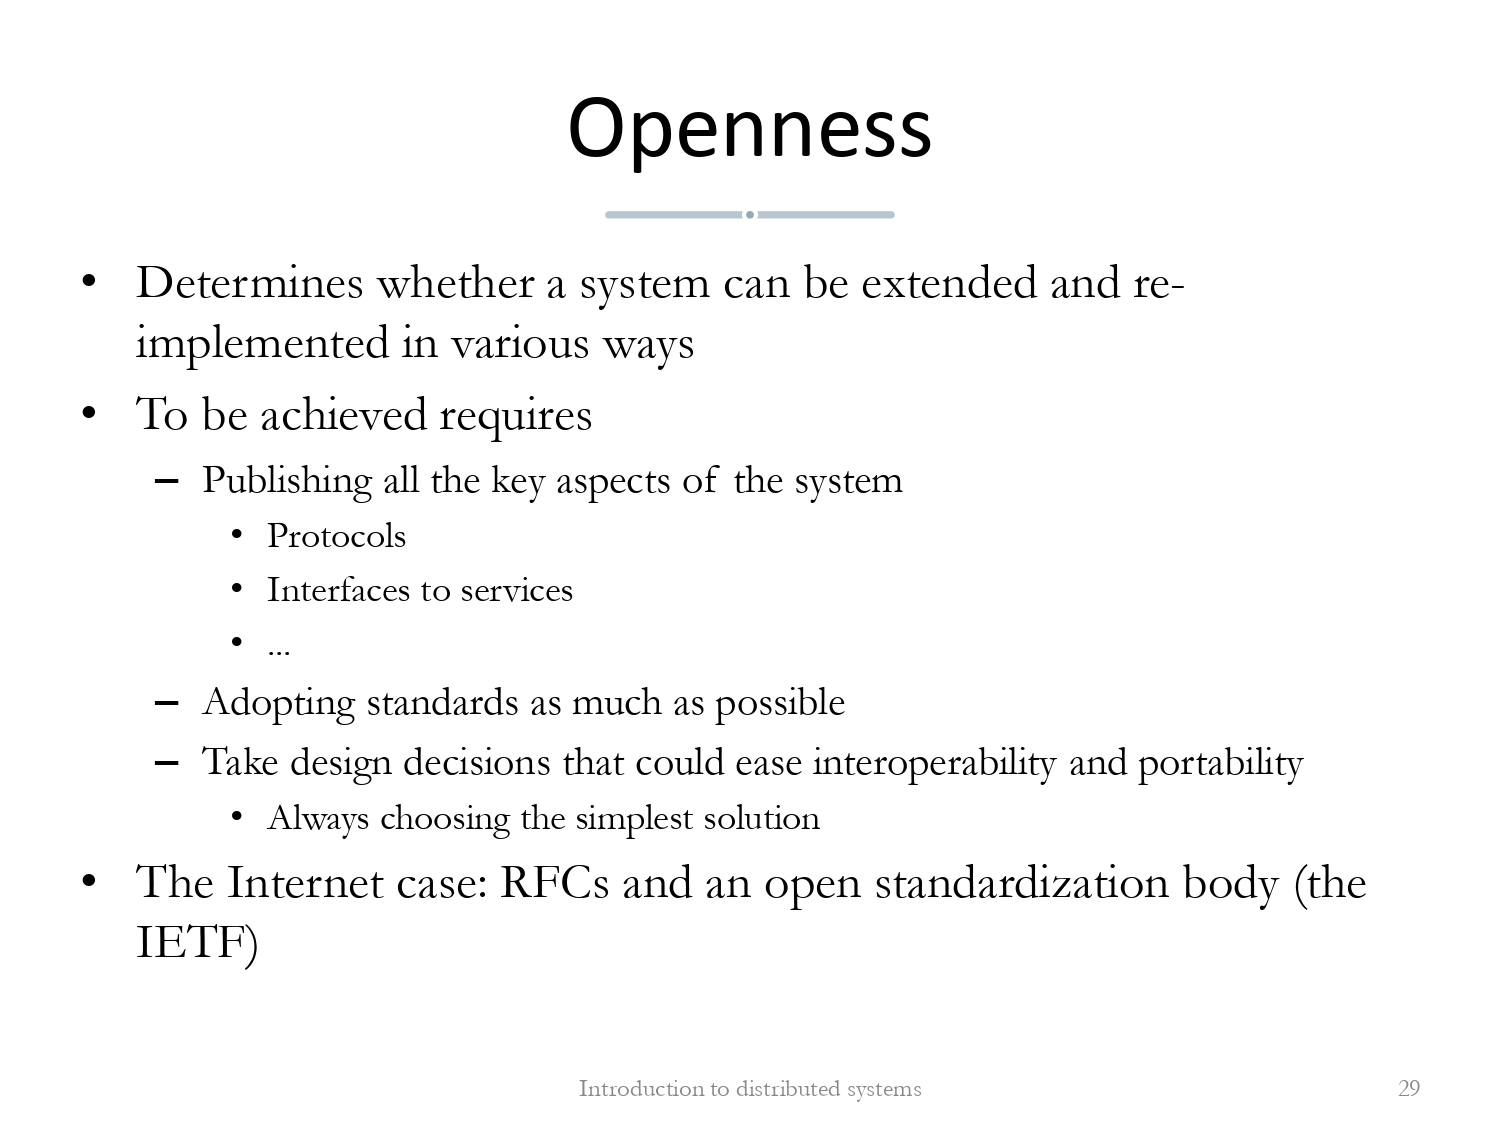 Openness
• Determines whether a system can be extended and re-
implemented in various ways
• To be achieved requires
– Publishing all the key aspects of the system
• Protocols
• Interfaces to services
• ...
– Adopting standards as much as possible
– Take design decisions that could ease interoperability and portability
• Always choosing the simplest solution
• The Internet case: RFCs and an open standardization body (the
IETF)
Introduction to distributed systems
29